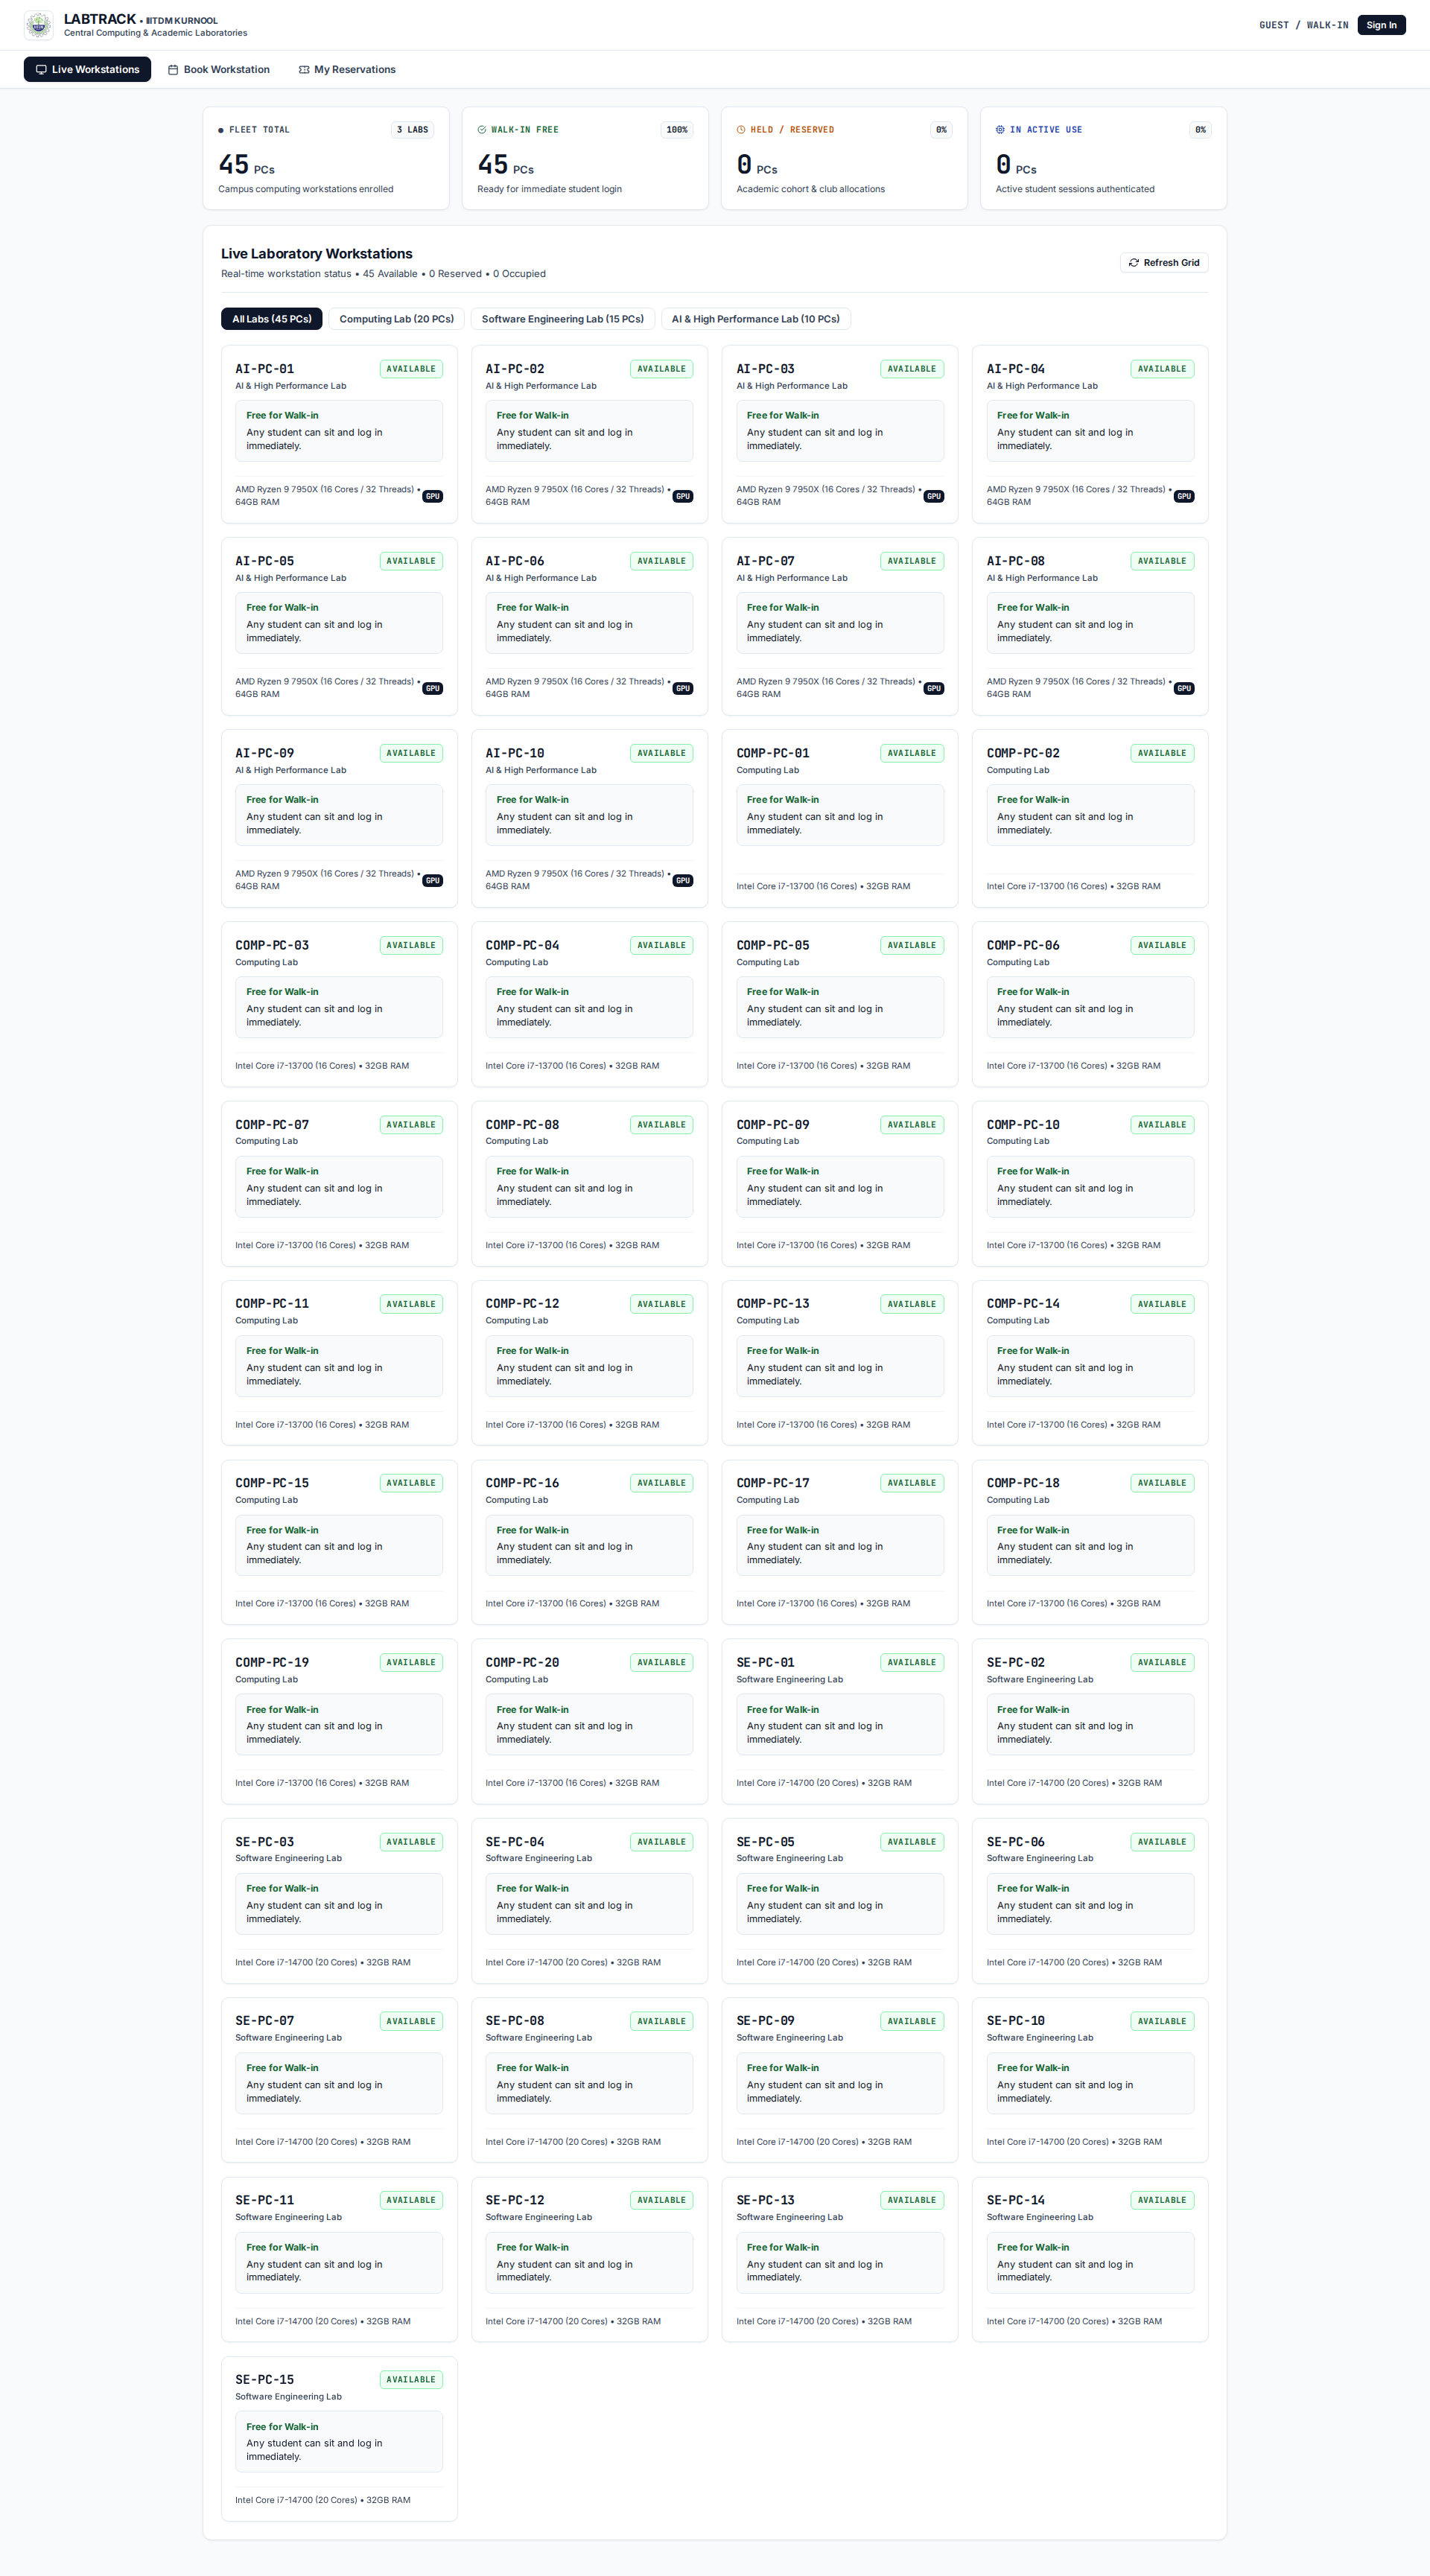 LABTRACK • IIITDM KURNOOL
Central Computing & Academic Laboratories
GUEST / WALK-IN Sign In
Live Workstations Book Workstation My Reservations
FLEET TOTAL 3 LABS WALK-IN FREE 100% HELD / RESERVED 0% IN ACTIVE USE 0%
45 PCs 45 PCs 0 PCs 0 PCs
Campus computing workstations enrolled Ready for immediate student login Academic cohort & club allocations Active student sessions authenticated
Live Laboratory Workstations
Real-time workstation status • 45 Available • 0 Reserved • 0 Occupied
Refresh Grid
All Labs (45 PCs) Computing Lab (20 PCs) Software Engineering Lab (15 PCs) AI & High Performance Lab (10 PCs)
AI-PC-01 AVAILABLE AI-PC-02 AVAILABLE AI-PC-03 AVAILABLE AI-PC-04 AVAILABLE
AI & High Performance Lab AI & High Performance Lab AI & High Performance Lab AI & High Performance Lab
Free for Walk-in Free for Walk-in Free for Walk-in Free for Walk-in
Any student can sit and log in Any student can sit and log in Any student can sit and log in Any student can sit and log in
immediately. immediately. immediately. immediately.
AMD Ryzen 9 7950X (16 Cores / 32 Threads) • GPU AMD Ryzen 9 7950X (16 Cores / 32 Threads) • GPU AMD Ryzen 9 7950X (16 Cores / 32 Threads) • GPU AMD Ryzen 9 7950X (16 Cores / 32 Threads) • GPU
64GB RAM 64GB RAM 64GB RAM 64GB RAM
AI-PC-05 AVAILABLE AI-PC-06 AVAILABLE AI-PC-07 AVAILABLE AI-PC-08 AVAILABLE
AI & High Performance Lab AI & High Performance Lab AI & High Performance Lab AI & High Performance Lab
Free for Walk-in Free for Walk-in Free for Walk-in Free for Walk-in
Any student can sit and log in Any student can sit and log in Any student can sit and log in Any student can sit and log in
immediately. immediately. immediately. immediately.
AMD Ryzen 9 7950X (16 Cores / 32 Threads) • GPU AMD Ryzen 9 7950X (16 Cores / 32 Threads) • GPU AMD Ryzen 9 7950X (16 Cores / 32 Threads) • GPU AMD Ryzen 9 7950X (16 Cores / 32 Threads) • GPU
64GB RAM 64GB RAM 64GB RAM 64GB RAM
AI-PC-09 AVAILABLE AI-PC-10 AVAILABLE COMP-PC-01 AVAILABLE COMP-PC-02 AVAILABLE
AI & High Performance Lab AI & High Performance Lab Computing Lab Computing Lab
Free for Walk-in Free for Walk-in Free for Walk-in Free for Walk-in
Any student can sit and log in Any student can sit and log in Any student can sit and log in Any student can sit and log in
immediately. immediately. immediately. immediately.
AMD Ryzen 9 7950X (16 Cores / 32 Threads) • GPU AMD Ryzen 9 7950X (16 Cores / 32 Threads) • GPU
64GB RAM 64GB RAM Intel Core i7-13700 (16 Cores) • 32GB RAM Intel Core i7-13700 (16 Cores) • 32GB RAM
COMP-PC-03 AVAILABLE COMP-PC-04 AVAILABLE COMP-PC-05 AVAILABLE COMP-PC-06 AVAILABLE
Computing Lab Computing Lab Computing Lab Computing Lab
Free for Walk-in Free for Walk-in Free for Walk-in Free for Walk-in
Any student can sit and log in Any student can sit and log in Any student can sit and log in Any student can sit and log in
immediately. immediately. immediately. immediately.
Intel Core i7-13700 (16 Cores) • 32GB RAM Intel Core i7-13700 (16 Cores) • 32GB RAM Intel Core i7-13700 (16 Cores) • 32GB RAM Intel Core i7-13700 (16 Cores) • 32GB RAM
COMP-PC-07 AVAILABLE COMP-PC-08 AVAILABLE COMP-PC-09 AVAILABLE COMP-PC-10 AVAILABLE
Computing Lab Computing Lab Computing Lab Computing Lab
Free for Walk-in Free for Walk-in Free for Walk-in Free for Walk-in
Any student can sit and log in Any student can sit and log in Any student can sit and log in Any student can sit and log in
immediately. immediately. immediately. immediately.
Intel Core i7-13700 (16 Cores) • 32GB RAM Intel Core i7-13700 (16 Cores) • 32GB RAM Intel Core i7-13700 (16 Cores) • 32GB RAM Intel Core i7-13700 (16 Cores) • 32GB RAM
COMP-PC-11 AVAILABLE COMP-PC-12 AVAILABLE COMP-PC-13 AVAILABLE COMP-PC-14 AVAILABLE
Computing Lab Computing Lab Computing Lab Computing Lab
Free for Walk-in Free for Walk-in Free for Walk-in Free for Walk-in
Any student can sit and log in Any student can sit and log in Any student can sit and log in Any student can sit and log in
immediately. immediately. immediately. immediately.
Intel Core i7-13700 (16 Cores) • 32GB RAM Intel Core i7-13700 (16 Cores) • 32GB RAM Intel Core i7-13700 (16 Cores) • 32GB RAM Intel Core i7-13700 (16 Cores) • 32GB RAM
COMP-PC-15 AVAILABLE COMP-PC-16 AVAILABLE COMP-PC-17 AVAILABLE COMP-PC-18 AVAILABLE
Computing Lab Computing Lab Computing Lab Computing Lab
Free for Walk-in Free for Walk-in Free for Walk-in Free for Walk-in
Any student can sit and log in Any student can sit and log in Any student can sit and log in Any student can sit and log in
immediately. immediately. immediately. immediately.
Intel Core i7-13700 (16 Cores) • 32GB RAM Intel Core i7-13700 (16 Cores) • 32GB RAM Intel Core i7-13700 (16 Cores) • 32GB RAM Intel Core i7-13700 (16 Cores) • 32GB RAM
COMP-PC-19 AVAILABLE COMP-PC-20 AVAILABLE SE-PC-01 AVAILABLE SE-PC-02 AVAILABLE
Computing Lab Computing Lab Software Engineering Lab Software Engineering Lab
Free for Walk-in Free for Walk-in Free for Walk-in Free for Walk-in
Any student can sit and log in Any student can sit and log in Any student can sit and log in Any student can sit and log in
immediately. immediately. immediately. immediately.
Intel Core i7-13700 (16 Cores) • 32GB RAM Intel Core i7-13700 (16 Cores) • 32GB RAM Intel Core i7-14700 (20 Cores) • 32GB RAM Intel Core i7-14700 (20 Cores) • 32GB RAM
SE-PC-03 AVAILABLE SE-PC-04 AVAILABLE SE-PC-05 AVAILABLE SE-PC-06 AVAILABLE
Software Engineering Lab Software Engineering Lab Software Engineering Lab Software Engineering Lab
Free for Walk-in Free for Walk-in Free for Walk-in Free for Walk-in
Any student can sit and log in Any student can sit and log in Any student can sit and log in Any student can sit and log in
immediately. immediately. immediately. immediately.
Intel Core i7-14700 (20 Cores) • 32GB RAM Intel Core i7-14700 (20 Cores) • 32GB RAM Intel Core i7-14700 (20 Cores) • 32GB RAM Intel Core i7-14700 (20 Cores) • 32GB RAM
SE-PC-07 AVAILABLE SE-PC-08 AVAILABLE SE-PC-09 AVAILABLE SE-PC-10 AVAILABLE
Software Engineering Lab Software Engineering Lab Software Engineering Lab Software Engineering Lab
Free for Walk-in Free for Walk-in Free for Walk-in Free for Walk-in
Any student can sit and log in Any student can sit and log in Any student can sit and log in Any student can sit and log in
immediately. immediately. immediately. immediately.
Intel Core i7-14700 (20 Cores) • 32GB RAM Intel Core i7-14700 (20 Cores) • 32GB RAM Intel Core i7-14700 (20 Cores) • 32GB RAM Intel Core i7-14700 (20 Cores) • 32GB RAM
SE-PC-11 AVAILABLE SE-PC-12 AVAILABLE SE-PC-13 AVAILABLE SE-PC-14 AVAILABLE
Software Engineering Lab Software Engineering Lab Software Engineering Lab Software Engineering Lab
Free for Walk-in Free for Walk-in Free for Walk-in Free for Walk-in
Any student can sit and log in Any student can sit and log in Any student can sit and log in Any student can sit and log in
immediately. immediately. immediately. immediately.
Intel Core i7-14700 (20 Cores) • 32GB RAM Intel Core i7-14700 (20 Cores) • 32GB RAM Intel Core i7-14700 (20 Cores) • 32GB RAM Intel Core i7-14700 (20 Cores) • 32GB RAM
SE-PC-15 AVAILABLE
Software Engineering Lab
Free for Walk-in
Any student can sit and log in
immediately.
Intel Core i7-14700 (20 Cores) • 32GB RAM